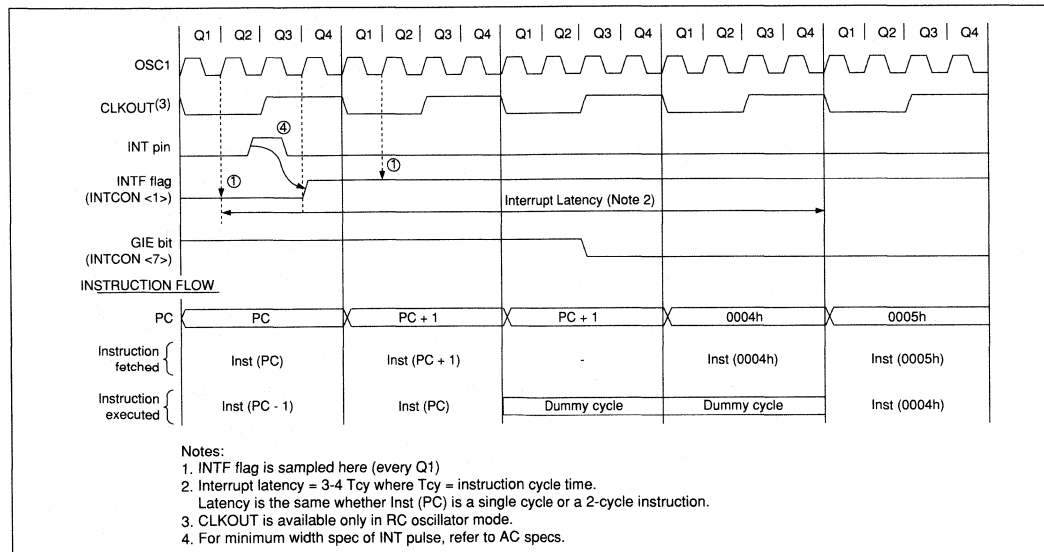 Q1 | Q2 | Q3 | Q4 | Q1 | Q2 | Q3 | Q4 | Q1 | Q2 | Q3 | Q4 | Q1 | Q2 | Q3 | Q4 | Q1 | Q2 | Q3 | Q4
OSC1
CLKOUT(3)
④
INT pin
① ①
INTF flag
(INTCON <1>)
Interrupt Latency (Note 2)
GIE bit
(INTCON <7>)
INSTRUCTION FLOW
PC PC PC + 1 PC + 1 0004h 0005h
Instruction
fetched
Inst (PC) Inst (PC + 1) - Inst (0004h) Inst (0005h)
Instruction
executed
Inst (PC - 1) Inst (PC) Dummy cycle Dummy cycle Inst (0004h)
Notes:
1. INTF flag is sampled here (every Q1)
2. Interrupt latency = 3-4 Tcy where Tcy = instruction cycle time.
Latency is the same whether Inst (PC) is a single cycle or a 2-cycle instruction.
3. CLKOUT is available only in RC oscillator mode.
4. For minimum width spec of INT pulse, refer to AC specs.